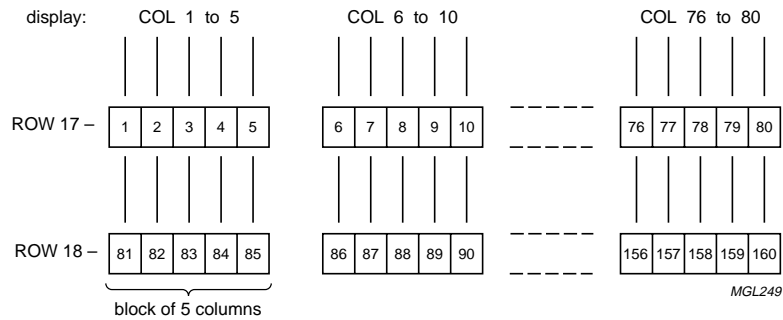 display: COL 1 to 5 COL 6 to 10 COL 76 to 80
ROW 17 – 1 2 3 4 5 6 7 8 9 10 76 77 78 79 80
ROW 18 – 81 82 83 84 85 86 87 88 89 90 156 157 158 159 160
MGL249
block of 5 columns